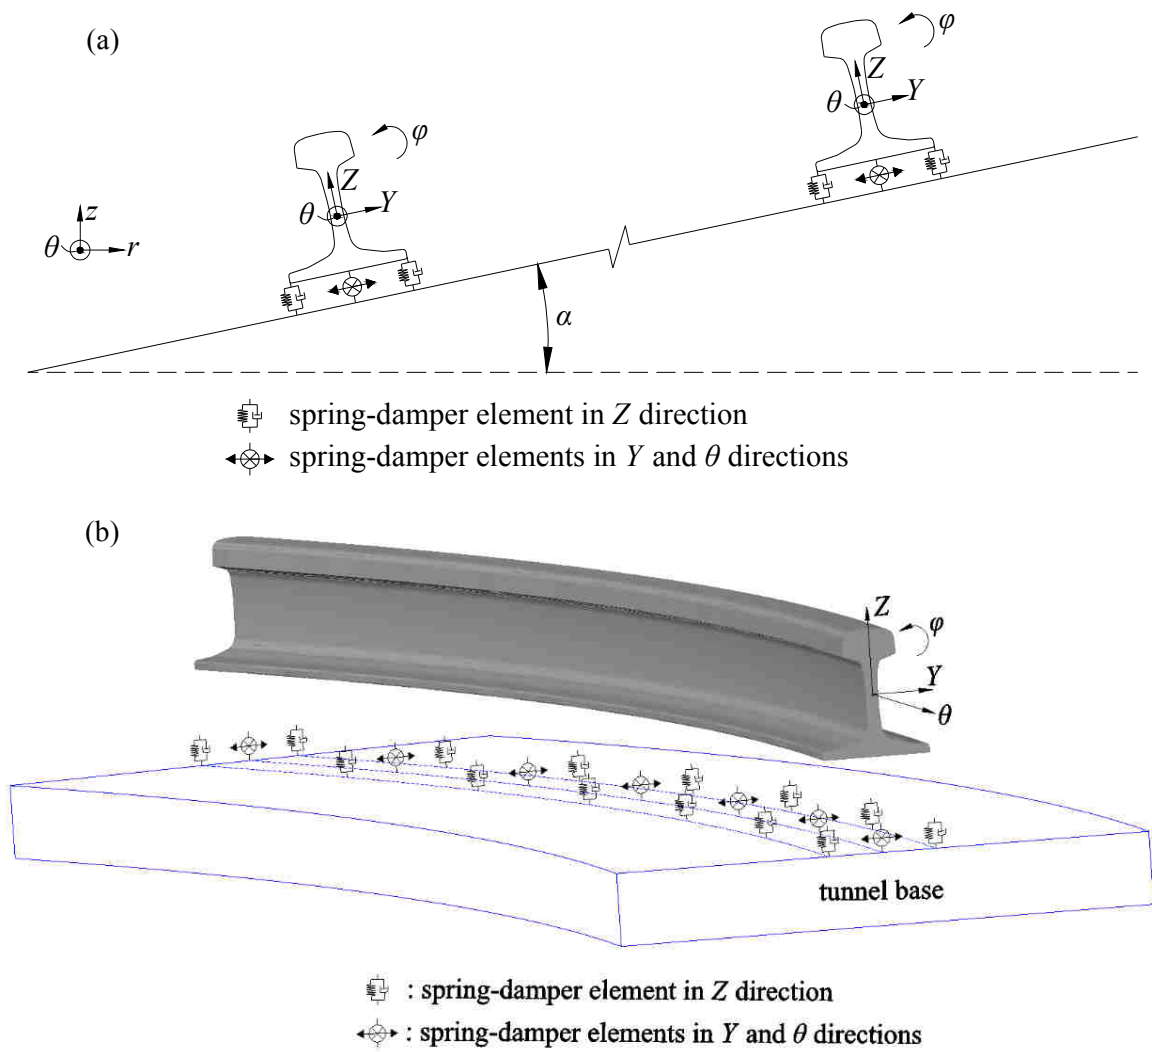 (a)
φ
Z
Y
θ
φ
Z
Y
θ
z
θ
r
α
spring-damper element in Z direction
spring-damper elements in Y and θ directions
(b)
Z
φ
Y
θ
tunnel base
: spring-damper element in Z direction
: spring-damper elements in Y and θ directions